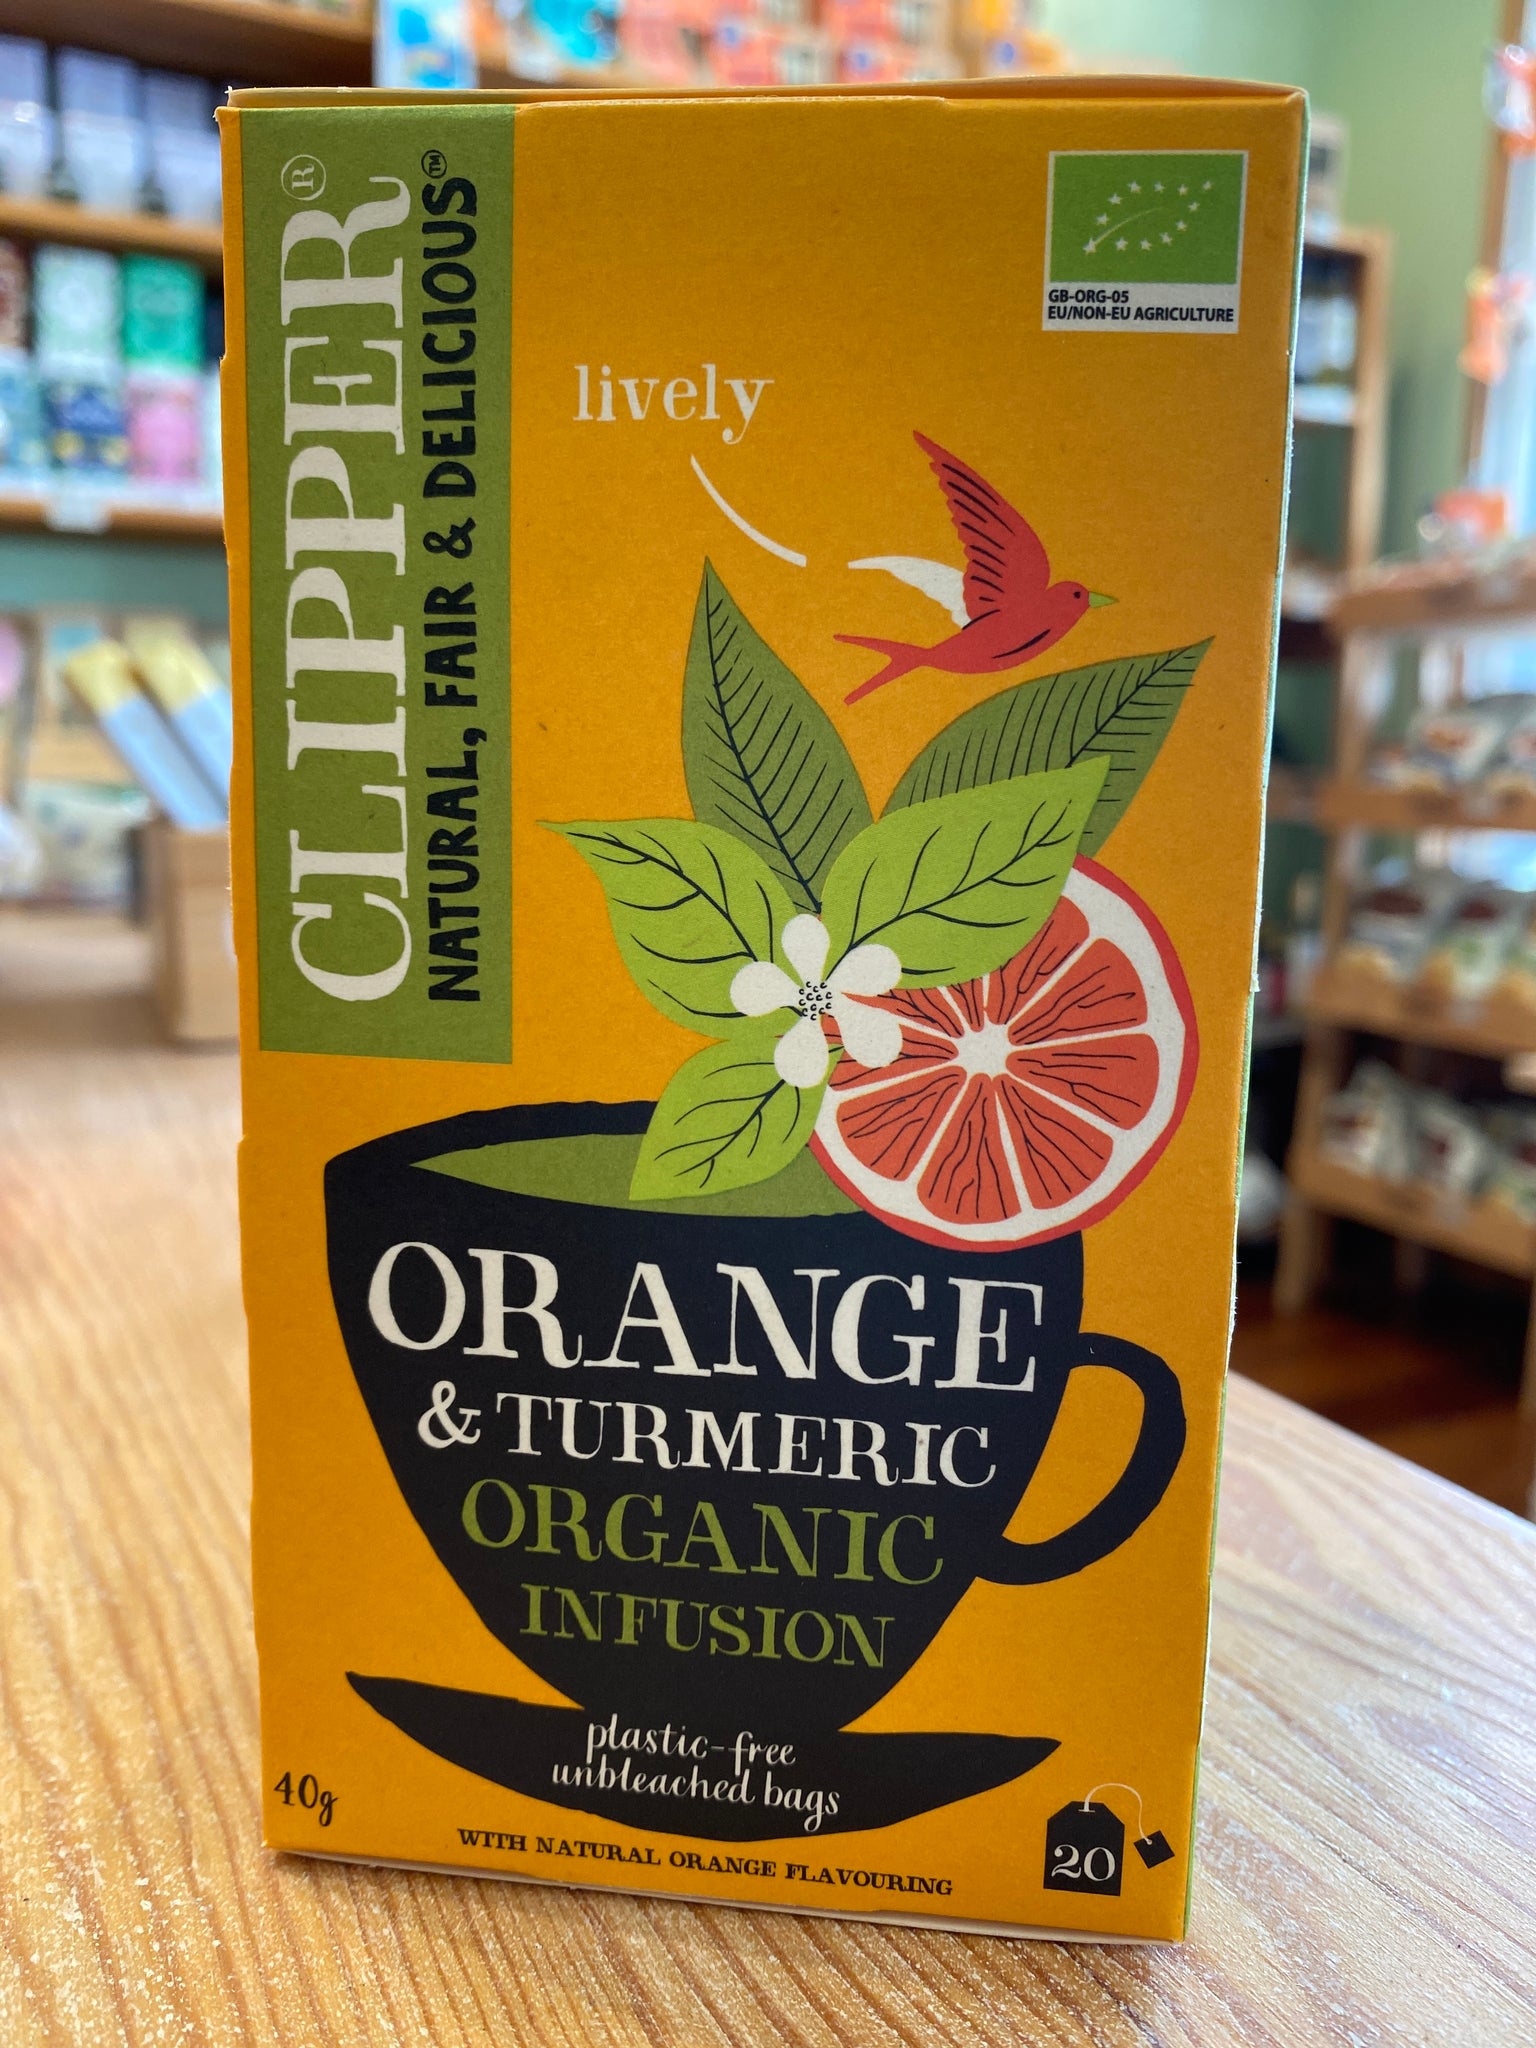 CLIPPER®
NATURAL, FAIR & DELICIOUS™
GB-ORG-05
EU/NON-EU AGRICULTURE
lively
ORANGE
& TURMERIC
ORGANIC
INFUSION
plastic-free
unbleached bags
40g
WITH NATURAL ORANGE FLAVOURING
20